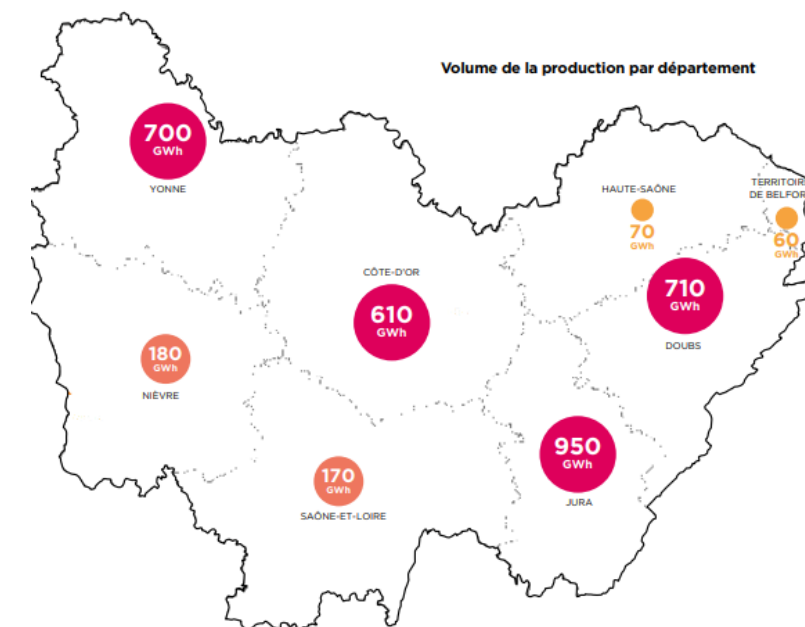 Volume de la production par département
700
GWh
YONNE
HAUTE-SAÔNE
70
GWh
TERRITOIR
DE BELFOR
60
GWh
CÔTE-D'OR
610
GWh
710
GWh
DOUBS
180
GWh
NIÈVRE
950
GWh
JURA
170
GWh
SAÔNE-ET-LOIRE